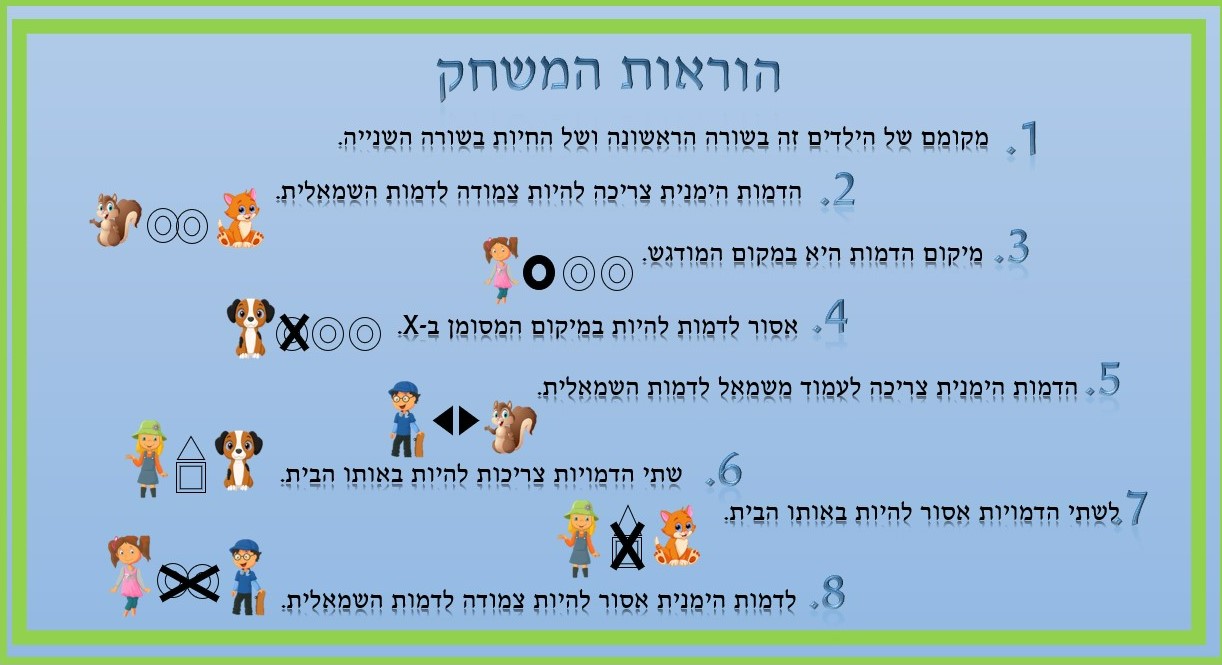 הוראות המשחק
1. מקומם של הילדים זה בשורה הראשונה ושל החיות בשורה השנייה.
2. הדמות הימנית צריכה להיות צמודה לדמות השמאלית.
3. מיקום הדמות היא במקום המודגש.
4. אסור לדמות להיות במיקום המסומן ב-X.
5. הדמות הימנית צריכה לעמוד משמאל לדמות השמאלית.
6. שתי הדמויות צריכות להיות באותו הבית.
7. לשתי הדמויות אסור להיות באותו הבית.
8. לדמות הימנית אסור להיות צמודה לדמות השמאלית.